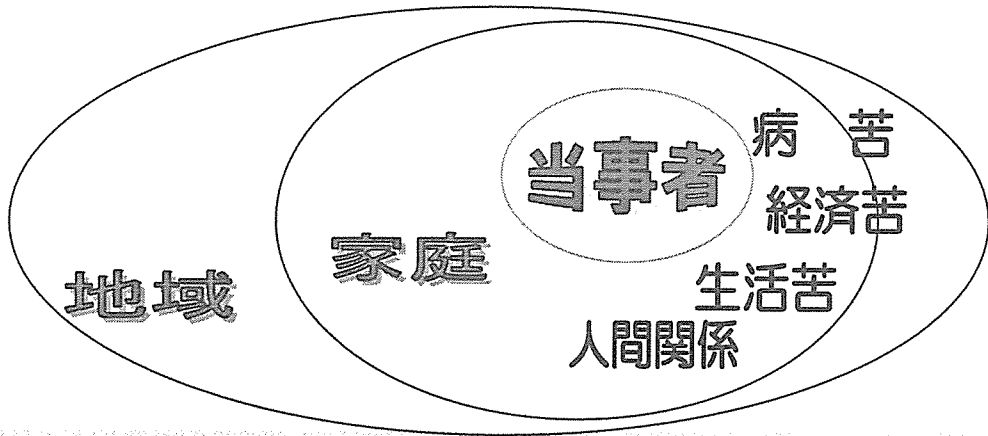 病 苦
当事者
経済苦
家庭
地域
生活苦
人間関係